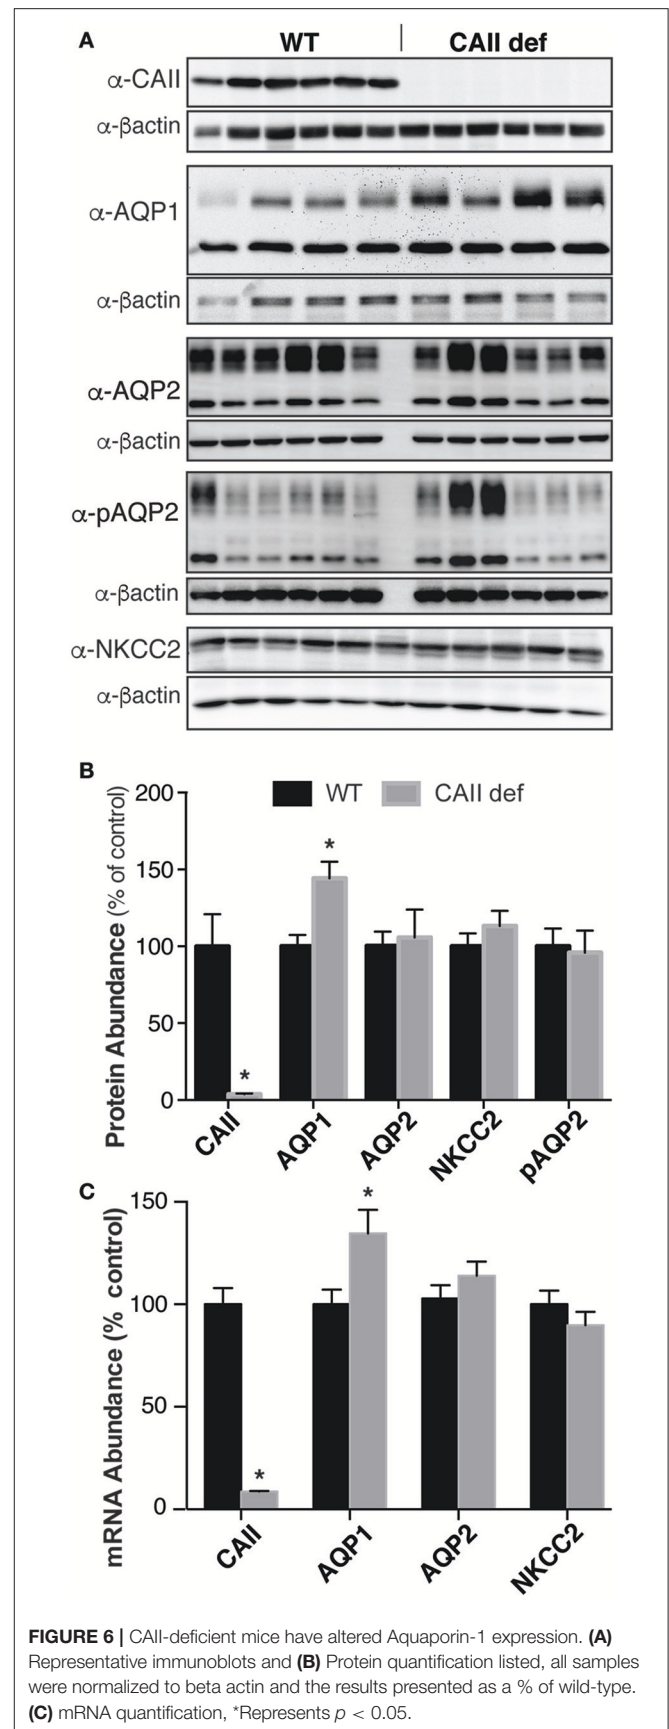 A
WT | CAII def
α-CAII
α-βactin
α-AQP1
α-βactin
α-AQP2
α-βactin
α-pAQP2
α-βactin
α-NKCC2
α-βactin
B
Protein Abundance (% of control)
200
150
100
50
0
WT CAII def
*
*
CAII AQP1 AQP2 NKCC2 pAQP2
C
mRNA Abundance (% control)
150
100
50
0
*
*
CAII AQP1 AQP2 NKCC2
FIGURE 6 | CAII-deficient mice have altered Aquaporin-1 expression. (A)
Representative immunoblots and (B) Protein quantification listed, all samples
were normalized to beta actin and the results presented as a % of wild-type.
(C) mRNA quantification, *Represents p < 0.05.